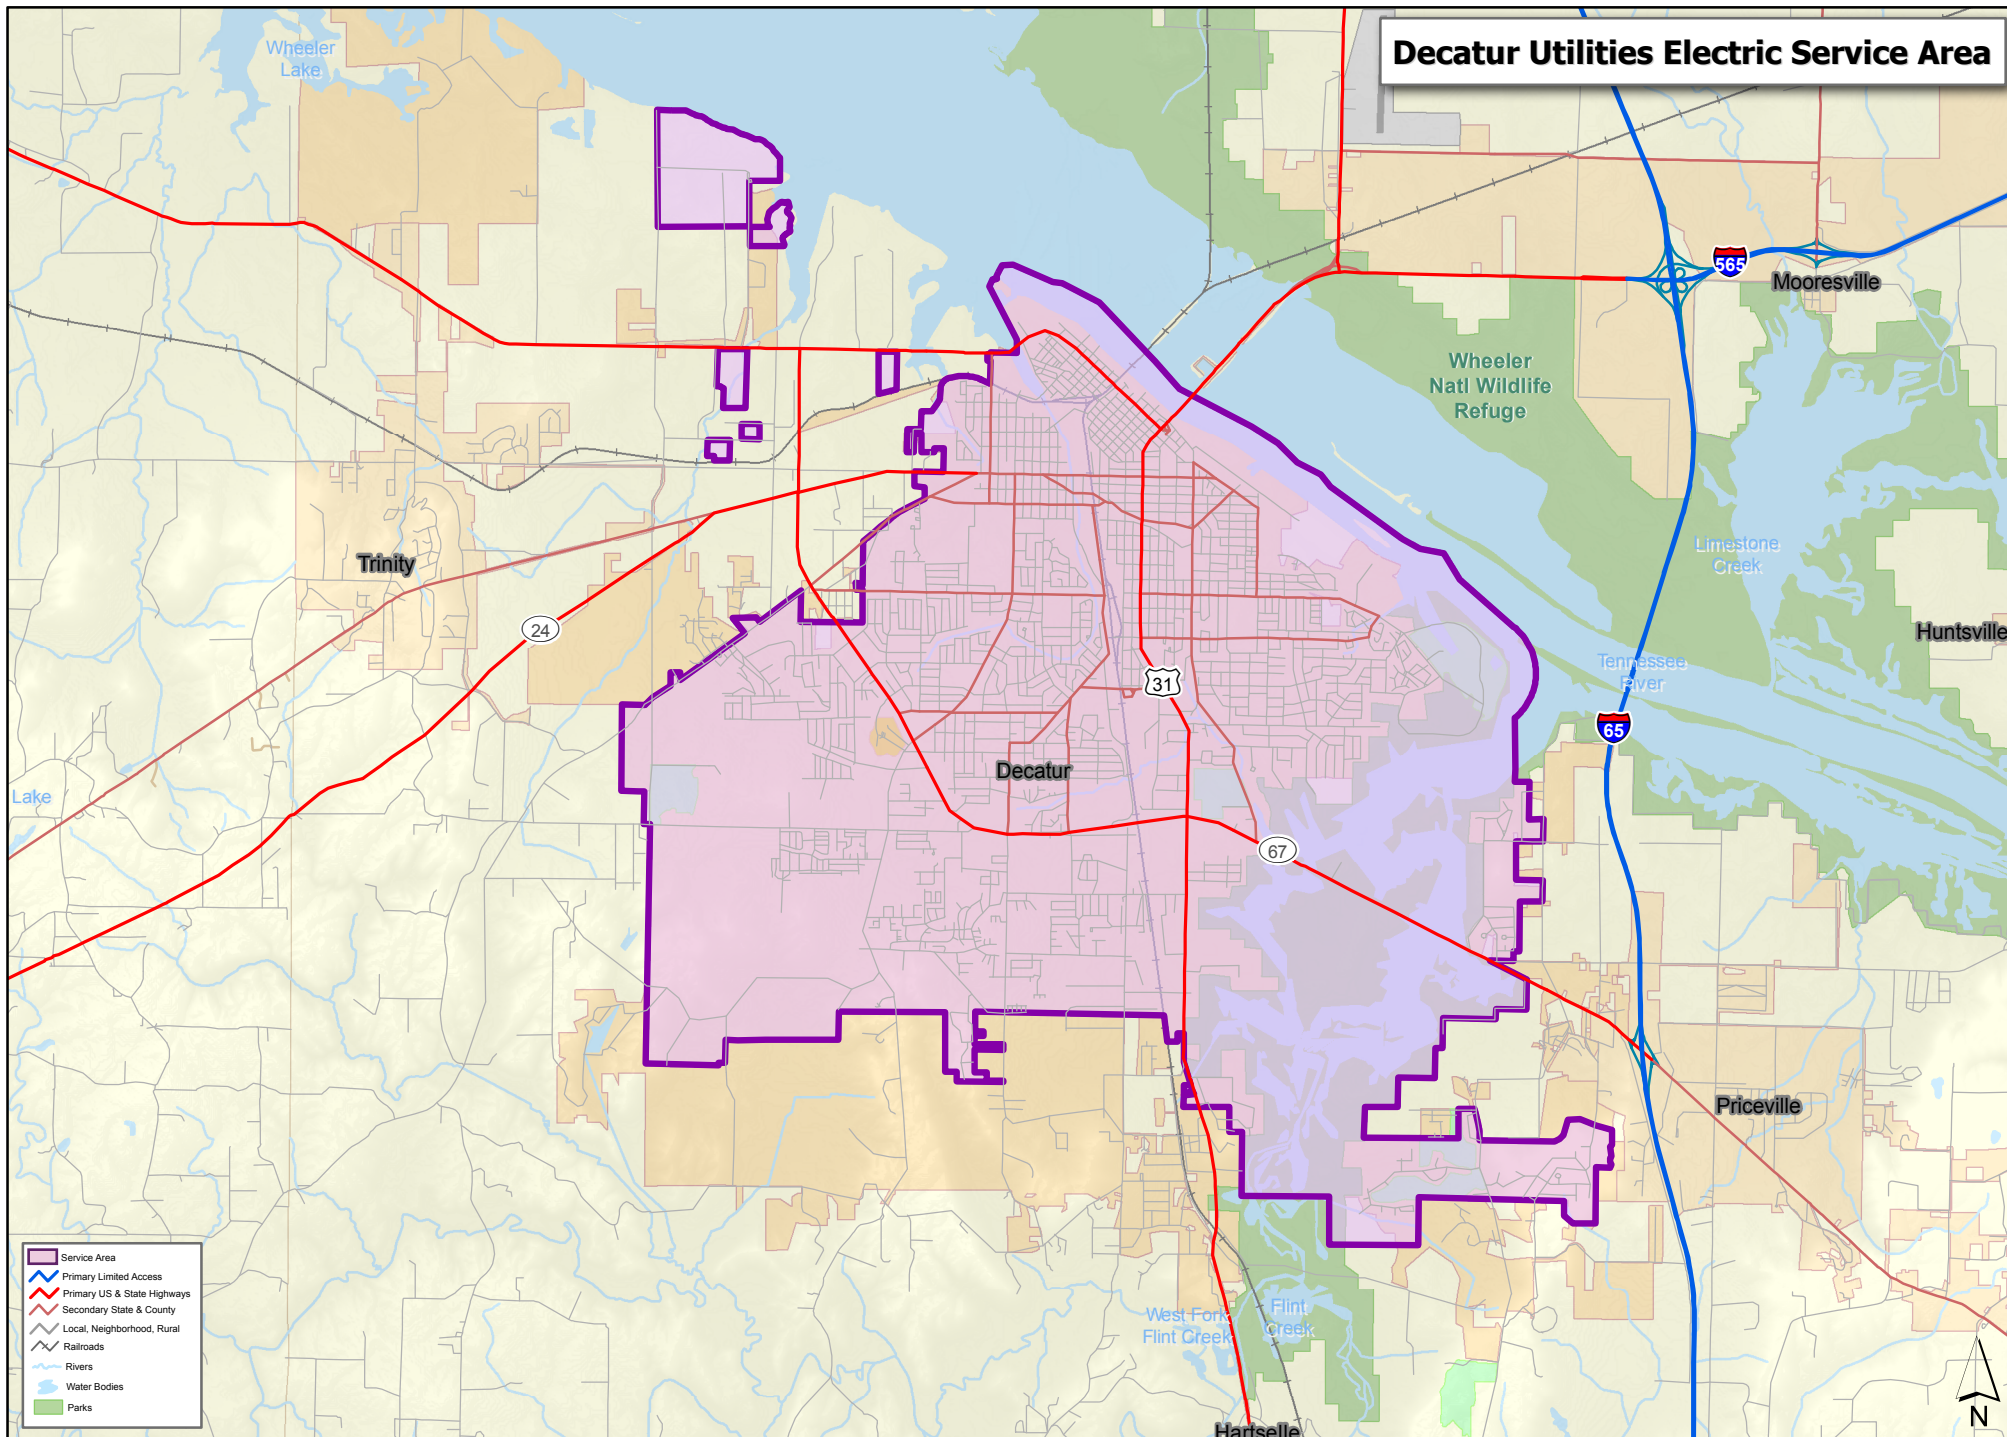 Decatur Utilities Electric Service Area
Wheeler
Lake
565
Mooresville
Wheeler
Natl Wildlife
Refuge
Limestone
Creek
Trinity
24
Huntsville
Tennessee
River
31
65
Decatur
Lake
67
Priceville
West Fork
Flint Creek
Flint
Creek
Hartselle
Service Area
Primary Limited Access
Primary US & State Highways
Secondary State & County
Local, Neighborhood, Rural
Railroads
Rivers
Water Bodies
Parks
N